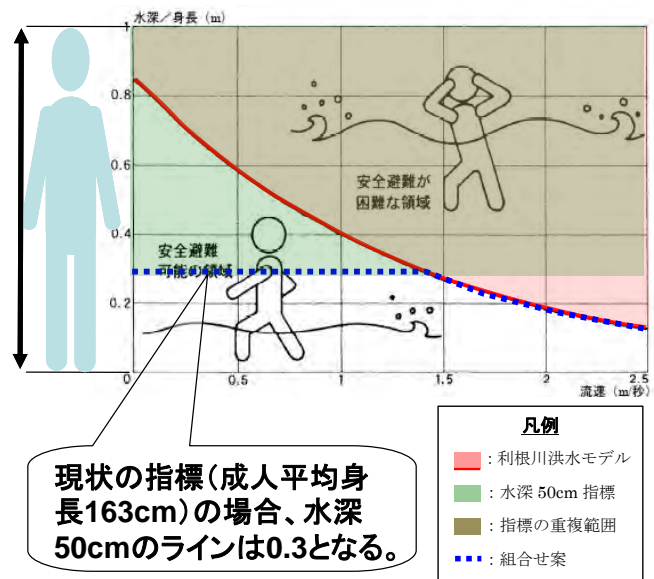 水深／身長（m）
1
0.8
0.6
0.4
0.2
0
0.5
1
1.5
2
2.5
流速（m/秒）
安全避難が
困難な領域
安全避難
可能の領域
現状の指標（成人平均身
長163cm）の場合、水深
50cmのラインは0.3となる。
凡例
：利根川洪水モデル
：水深 50cm 指標
：指標の重複範囲
：組合せ案